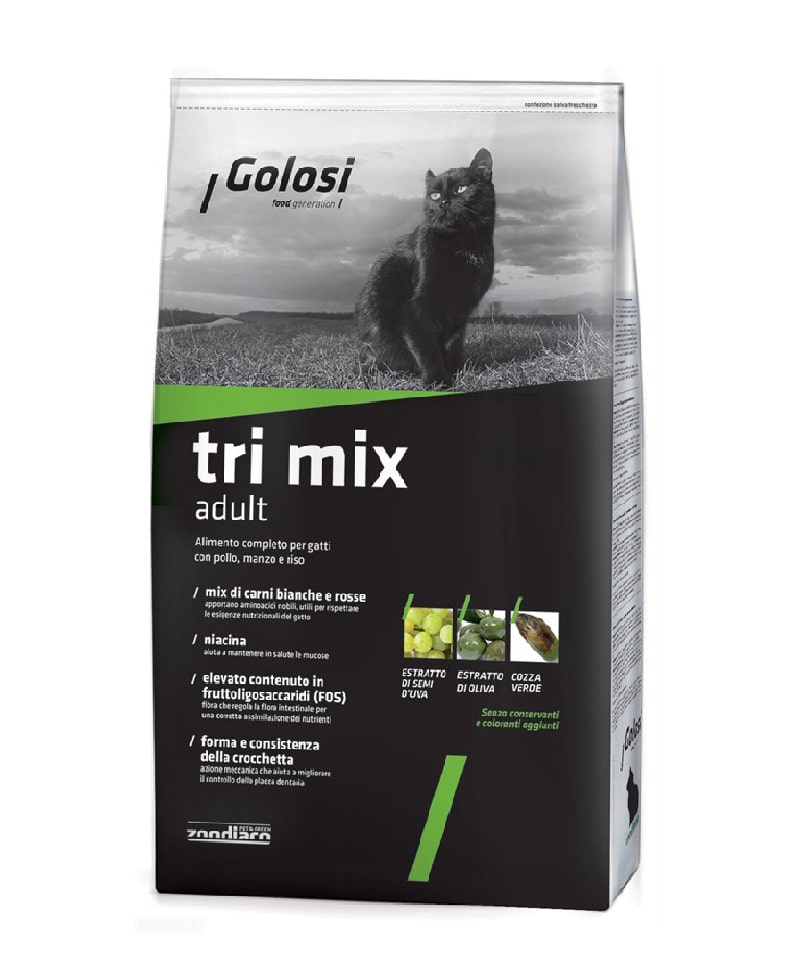 confezione salvafreschezza
Golosi
food generation
tri mix
adult
Alimento completo per gatti
con pollo, manzo e riso
/ mix di carni bianche e rosse
apportano aminoacidi nobili, utili per rispettare
le esigenze nutrizionali del gatto
/ niacina
aiuta a mantenere in salute le mucose
/ elevato contenuto in
fruttoligosaccaridi (FOS)
fibra che regola la flora intestinale per
una corretta assimilazione dei nutrienti
/ forma e consistenza
della crocchetta
azione meccanica che aiuta a migliorare
il controllo della placca dentaria
ESTRATTO
DI SEMI
D'UVA
ESTRATTO
DI OLIVA
COZZA
VERDE
Senza conservanti
e coloranti aggiunti
PET& GREEN
zoodiaco
Golosi